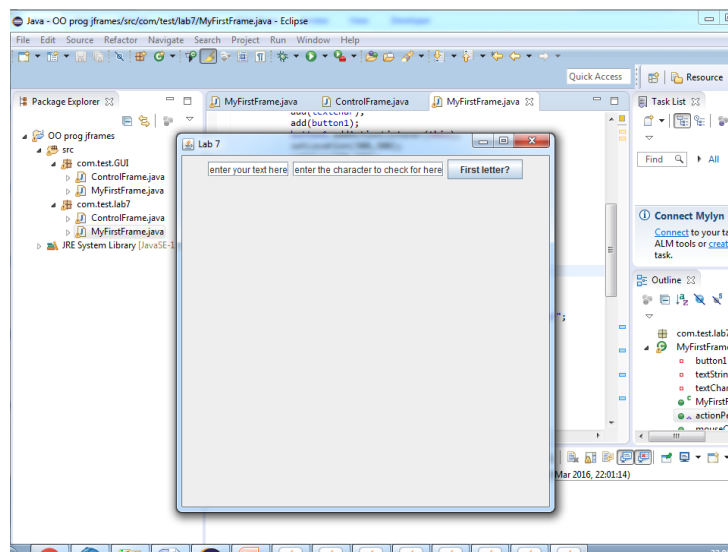 Java - OO prog jframes/src/com/test/lab7/MyFirstFrame.java - Eclipse
File Edit Source Refactor Navigate Search Project Run Window Help
Quick Access
Resource
Package Explorer
MyFirstFrame.java
ControlFrame.java
MyFirstFrame.java
Task List
OO prog jframes
src
com.test.GUI
ControlFrame.java
MyFirstFrame.java
com.test.lab7
ControlFrame.java
MyFirstFrame.java
JRE System Library [JavaSE-1
add(textChar);
add(button1);
Lab 7
enter your text here
enter the character to check for here
First letter?
";
Find
All
Connect Mylyn
Connect to your ta
ALM tools or creat
task.
Outline
com.test.lab7
MyFirstFrame
button1
textStrin
textChar
MyFirstF
actionPe
mouseC
Mar 2016, 22:01:14)